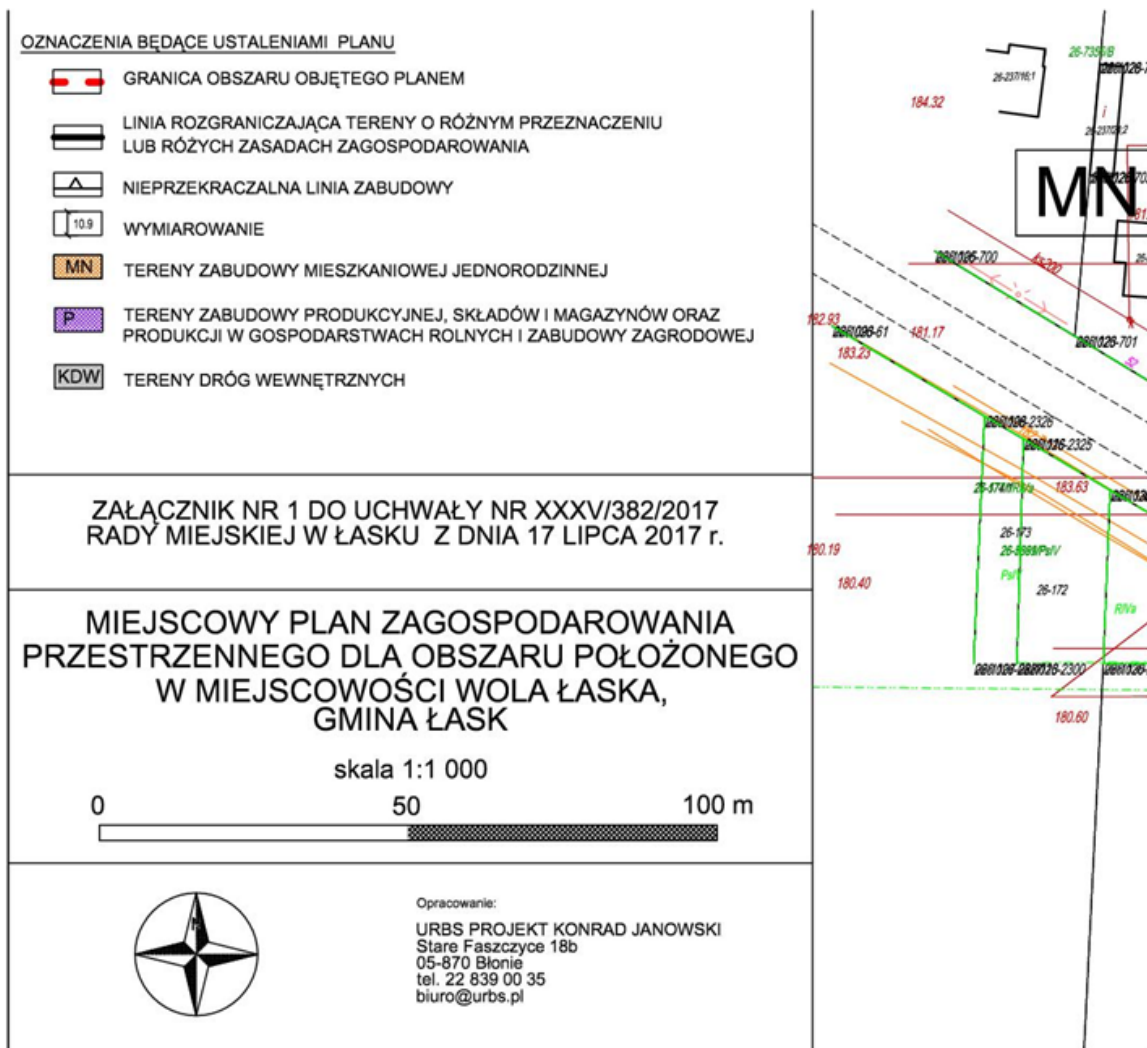 OZNACZENIA BĘDĄCE USTALENIAMI PLANU
GRANICA OBSZARU OBJĘTEGO PLANEM
LINIA ROZGRANICZAJĄCA TERENY O RÓŻNYM PRZEZNACZENIU
LUB RÓŻYCH ZASADACH ZAGOSPODAROWANIA
NIEPRZEKRACZALNA LINIA ZABUDOWY
10.9 WYMIAROWANIE
MN TERENY ZABUDOWY MIESZKANIOWEJ JEDNORODZINNEJ
P TERENY ZABUDOWY PRODUKCYJNEJ, SKŁADÓW I MAGAZYNÓW ORAZ
PRODUKCJI W GOSPODARSTWACH ROLNYCH I ZABUDOWY ZAGRODOWEJ
KDW TERENY DRÓG WEWNĘTRZNYCH
ZAŁĄCZNIK NR 1 DO UCHWAŁY NR XXXV/382/2017
RADY MIEJSKIEJ W ŁASKU Z DNIA 17 LIPCA 2017 r.
MIEJSCOWY PLAN ZAGOSPODAROWANIA
PRZESTRZENNEGO DLA OBSZARU POŁOŻONEGO
W MIEJSCOWOŚCI WOLA ŁASKA,
GMINA ŁASK
skala 1:1 000
0 50 100 m
N
Opracowanie:
URBS PROJEKT KONRAD JANOWSKI
Stare Faszczyce 18b
05-870 Błonie
tel. 22 839 00 35
biuro@urbs.pl
26-237/16;1
184.32
MN
ks200
182.93
181.17
183.23
183.63
26-173
180.19
180.40
PsIV
26-172
RIVa
180.60